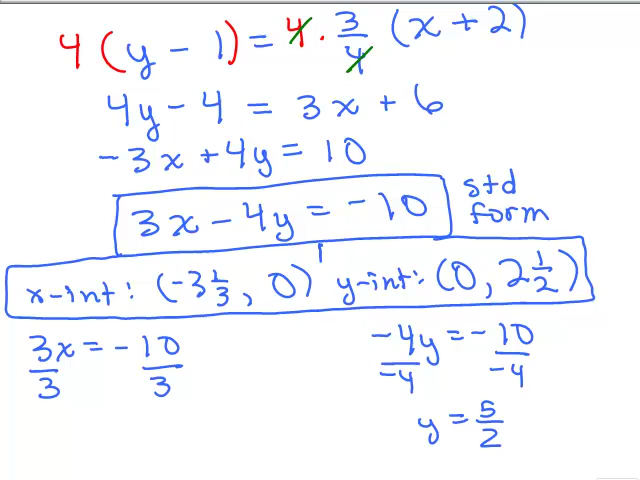 4(y - 1) = 4 · 3/4 (x + 2)
4y - 4 = 3x + 6
-3x + 4y = 10
3x - 4y = -10 std form
x-int: (-3 1/3, 0) y-int: (0, 2 1/2)
3x/3 = -10/3 -4y/-4 = -10/-4
y = 5/2